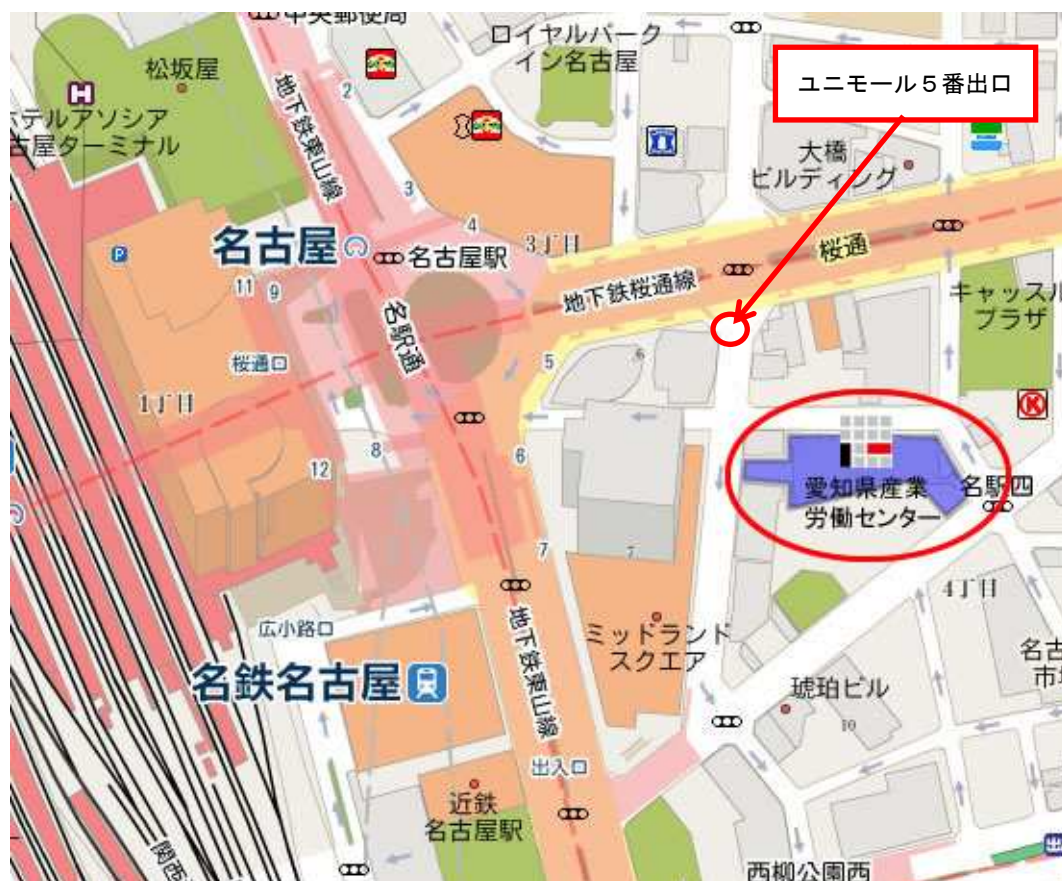 中央郵便局
ロイヤルパーク
イン名古屋
松坂屋
ユニモール５番出口
地下鉄東山線
2
H
ホテルアソシア
名古屋ターミナル
大橋
ビルディング
3
4
3丁目
名古屋
名古屋駅
桜通
P
11
9
地下鉄桜通線
キャッスル
プラザ
名駅通
5
6
桜通口
1丁目
K
8
6
12
愛知県産業
労働センター
名駅四
7
7
4丁目
広小路口
ミッドランド
スクエア
地下鉄東山線
名鉄名古屋
琥珀ビル
10
出入口
近鉄
名古屋駅
関西
西柳公園西